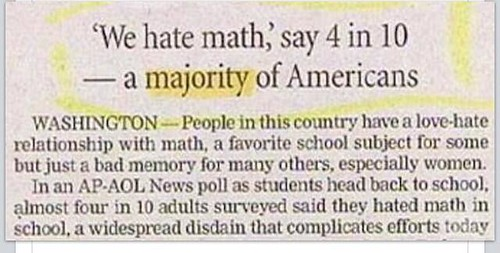 ‘We hate math,’ say 4 in 10
— a majority of Americans
WASHINGTON — People in this country have a love-hate
relationship with math, a favorite school subject for some
but just a bad memory for many others, especially women.
In an AP-AOL News poll as students head back to school,
almost four in 10 adults surveyed said they hated math in
school, a widespread disdain that complicates efforts today